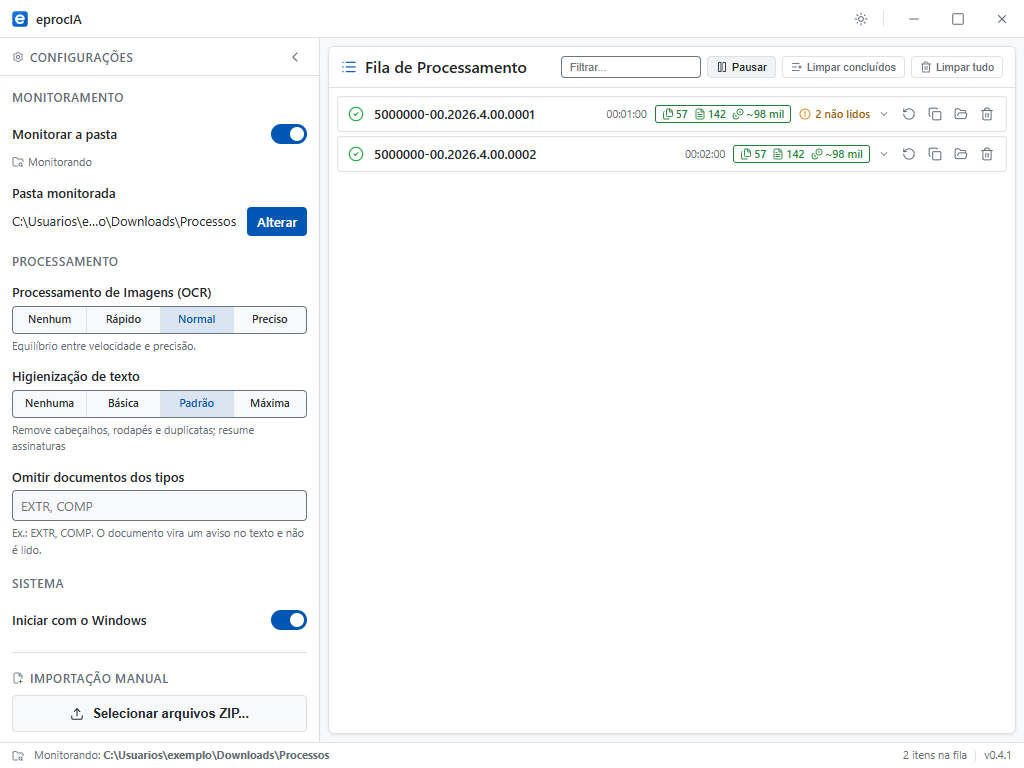 eprocIA
CONFIGURAÇÕES
MONITORAMENTO
Monitorar a pasta
Monitorando
Pasta monitorada
C:\Usuarios\e...o\Downloads\Processos
Alterar
PROCESSAMENTO
Processamento de Imagens (OCR)
Nenhum Rápido Normal Preciso
Equilíbrio entre velocidade e precisão.
Higienização de texto
Nenhuma Básica Padrão Máxima
Remove cabeçalhos, rodapés e duplicatas; resume
assinaturas
Omitir documentos dos tipos
EXTR, COMP
Ex.: EXTR, COMP. O documento vira um aviso no texto e não
é lido.
SISTEMA
Iniciar com o Windows
IMPORTAÇÃO MANUAL
Selecionar arquivos ZIP...
Fila de Processamento Filtrar... Pausar Limpar concluídos Limpar tudo
5000000-00.2026.4.00.0001 00:01:00 57 142 ~98 mil 2 não lidos
5000000-00.2026.4.00.0002 00:02:00 57 142 ~98 mil
Monitorando: C:\Usuarios\exemplo\Downloads\Processos
2 itens na fila v0.4.1